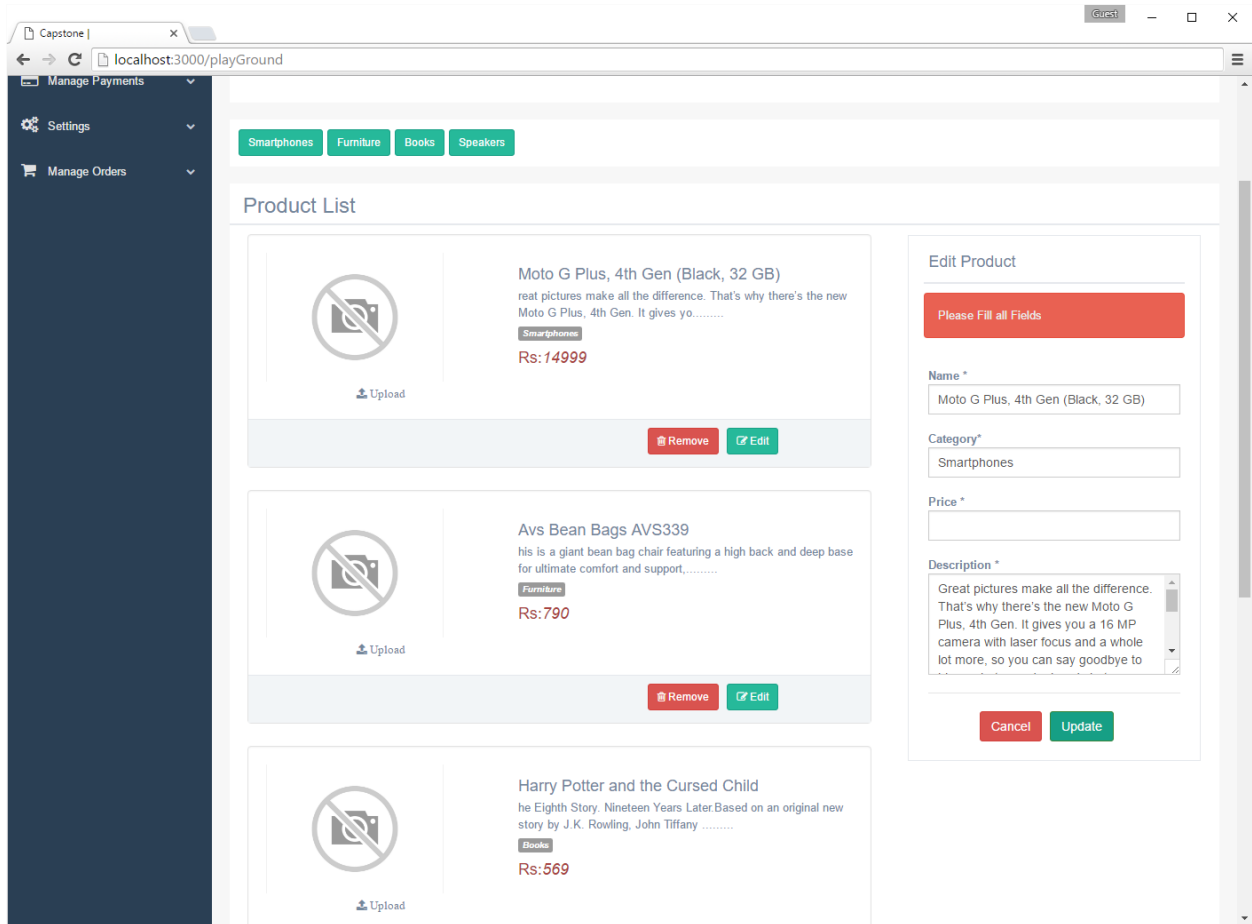 Guest
Capstone |
localhost:3000/playGround
Manage Payments
Settings
Manage Orders
Smartphones Furniture Books Speakers
Product List
Moto G Plus, 4th Gen (Black, 32 GB)
reat pictures make all the difference. That's why there's the new
Moto G Plus, 4th Gen. It gives yo.........
Smartphones
Rs:14999
Upload
Remove Edit
Avs Bean Bags AVS339
his is a giant bean bag chair featuring a high back and deep base
for ultimate comfort and support,.........
Furniture
Rs:790
Upload
Remove Edit
Harry Potter and the Cursed Child
he Eighth Story. Nineteen Years Later.Based on an original new
story by J.K. Rowling, John Tiffany .........
Books
Rs:569
Upload
Edit Product
Please Fill all Fields
Name *
Moto G Plus, 4th Gen (Black, 32 GB)
Category*
Smartphones
Price *
Description *
Great pictures make all the difference.
That's why there's the new Moto G
Plus, 4th Gen. It gives you a 16 MP
camera with laser focus and a whole
lot more, so you can say goodbye to
Cancel Update